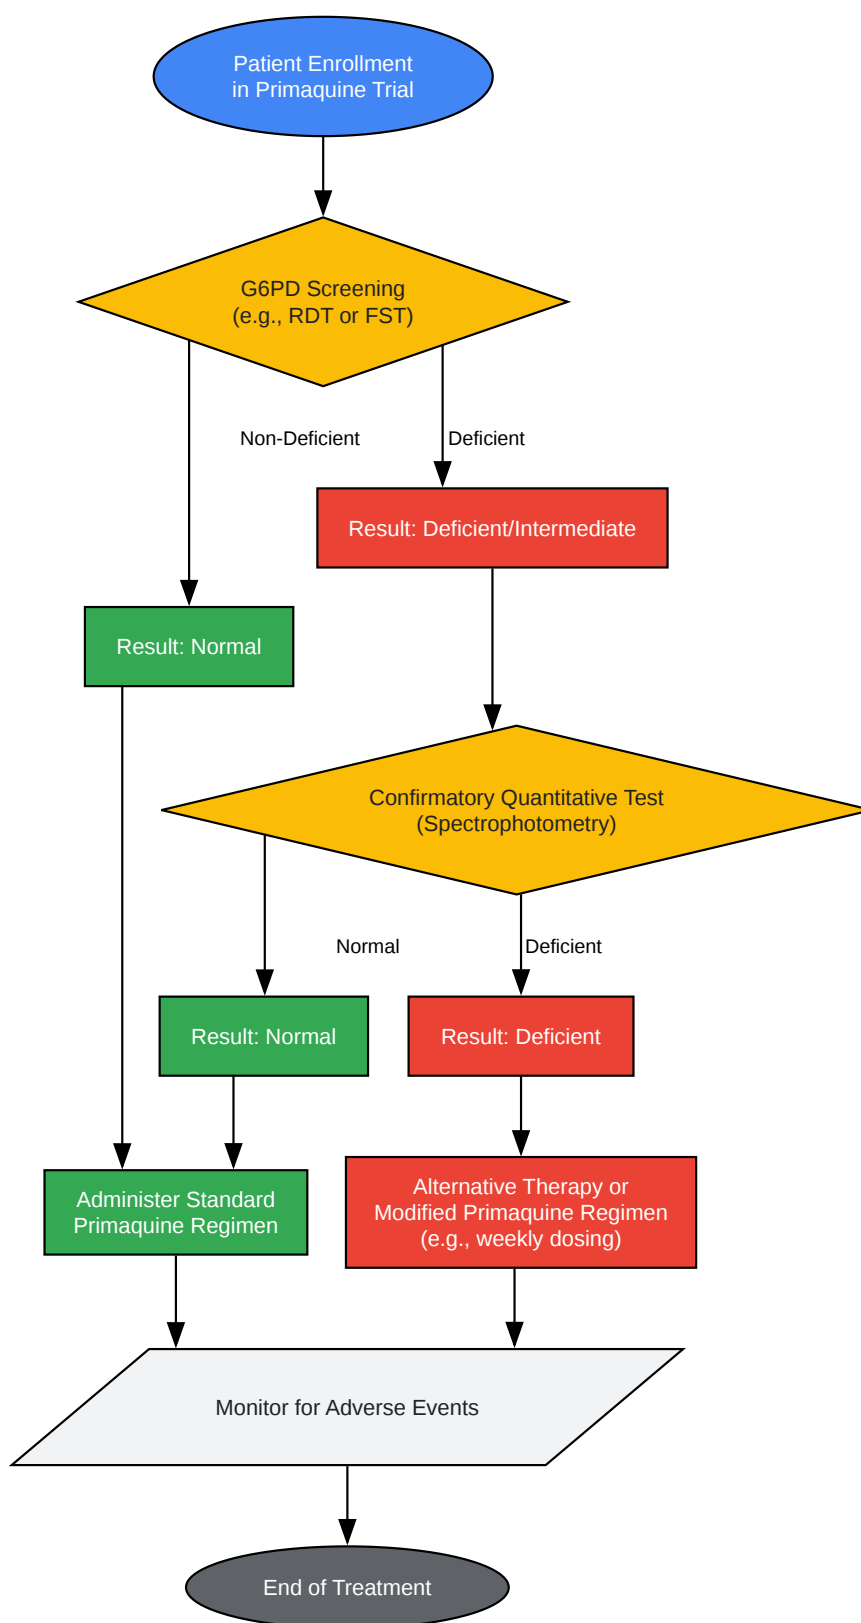 Patient Enrollment
in Primaquine Trial
G6PD Screening
(e.g., RDT or FST)
Non-Deficient
Deficient
Result: Deficient/Intermediate
Result: Normal
Confirmatory Quantitative Test
(Spectrophotometry)
Normal
Deficient
Result: Normal
Result: Deficient
Administer Standard
Primaquine Regimen
Alternative Therapy or
Modified Primaquine Regimen
(e.g., weekly dosing)
Monitor for Adverse Events
End of Treatment